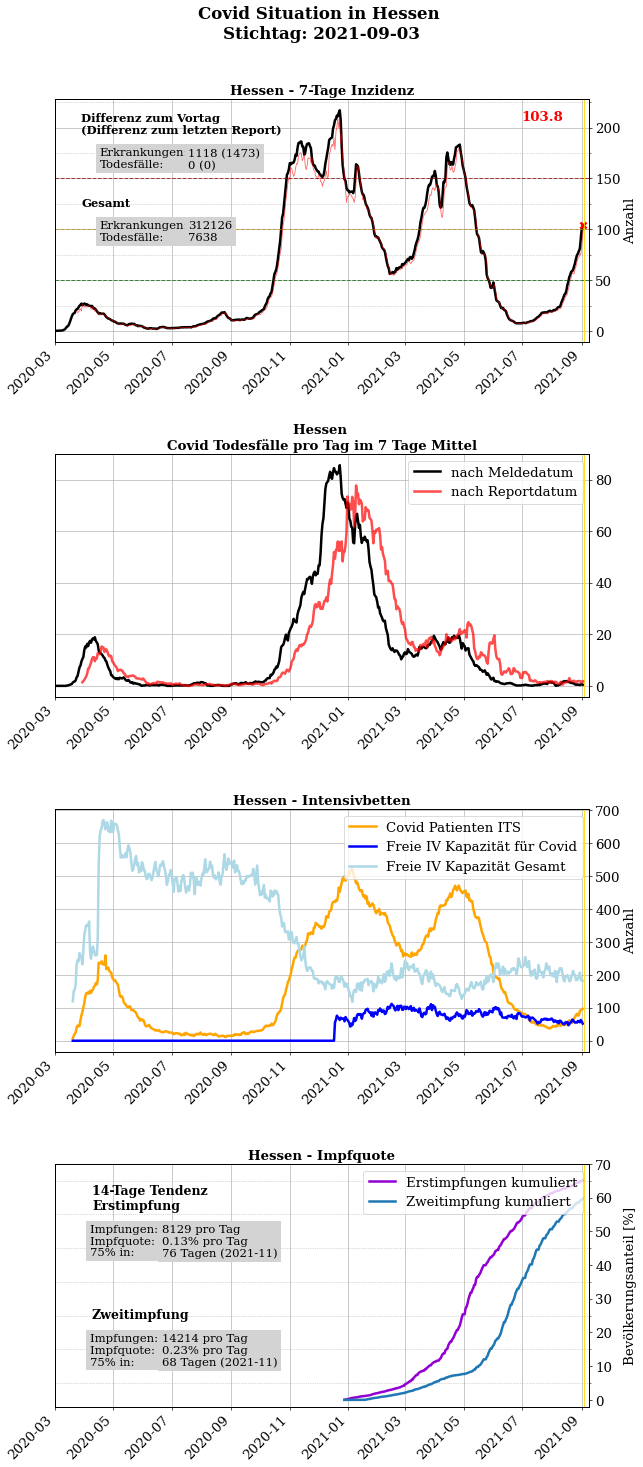 Covid Situation in Hessen
Stichtag: 2021-09-03
Hessen - 7-Tage Inzidenz
Differenz zum Vortag
(Differenz zum letzten Report)
Erkrankungen 1118 (1473)
Todesfälle: 0 (0)
Gesamt
Erkrankungen 312126
Todesfälle: 7638
103.8
200
150
100
50
0
Anzahl
2020-03
2020-05
2020-07
2020-09
2020-11
2021-01
2021-03
2021-05
2021-07
2021-09
Hessen
Covid Todesfälle pro Tag im 7 Tage Mittel
nach Meldedatum
nach Reportdatum
80
60
40
20
0
2020-03
2020-05
2020-07
2020-09
2020-11
2021-01
2021-03
2021-05
2021-07
2021-09
Hessen - Intensivbetten
Covid Patienten ITS
Freie IV Kapazität für Covid
Freie IV Kapazität Gesamt
700
600
500
400
300
200
100
0
Anzahl
2020-03
2020-05
2020-07
2020-09
2020-11
2021-01
2021-03
2021-05
2021-07
2021-09
Hessen - Impfquote
14-Tage Tendenz
Erstimpfung
Impfungen: 8129 pro Tag
Impfquote: 0.13% pro Tag
75% in: 76 Tagen (2021-11)
Zweitimpfung
Impfungen: 14214 pro Tag
Impfquote: 0.23% pro Tag
75% in: 68 Tagen (2021-11)
Erstimpfungen kumuliert
Zweitimpfung kumuliert
70
60
50
40
30
20
10
0
Bevölkerungsanteil [%]
2020-03
2020-05
2020-07
2020-09
2020-11
2021-01
2021-03
2021-05
2021-07
2021-09